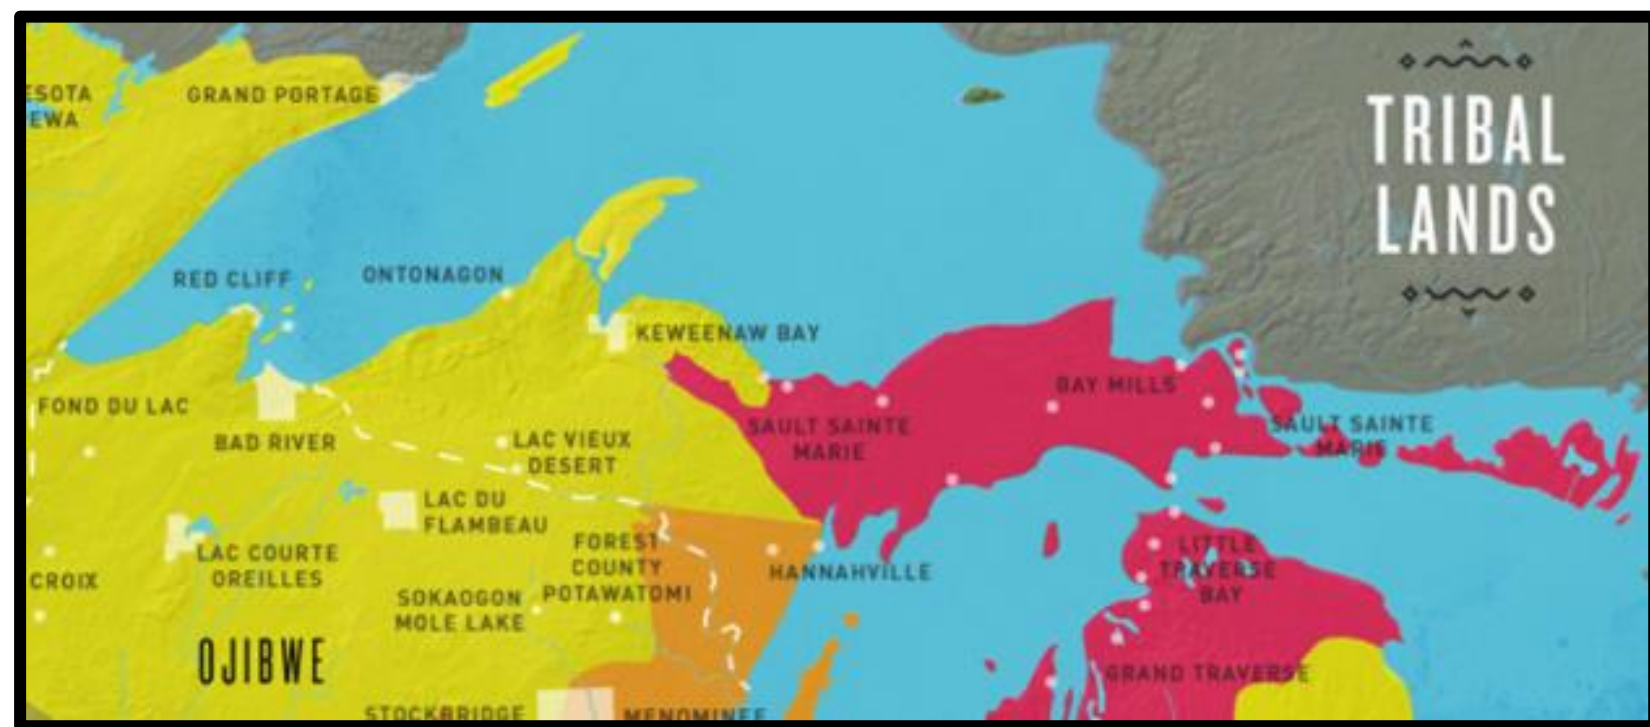 ESOTA
EWA
GRAND PORTAGE
TRIBAL
LANDS
RED CLIFF
ONTONAGON
KEWEENAW BAY
BAY MILLS
FOND DU LAC
SAULT SAINTE
MARIE
SAULT SAINTE
MARIE
BAD RIVER
LAC VIEUX
DESERT
LAC DU
FLAMBEAU
LAC COURTE
OREILLES
FOREST
COUNTY
POTAWATOMI
HANNAHVILLE
LITTLE
TRAVERSE
BAY
CROIX
SOKAOGON
MOLE LAKE
OJIBWE
GRAND TRAVERSE
STOCKBRIDGE
MENOMINEE